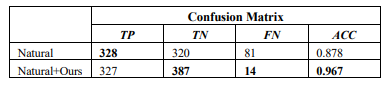 Confusion Matrix
TP TN FN ACC
Natural 328 320 81 0.878
Natural+Ours 327 387 14 0.967